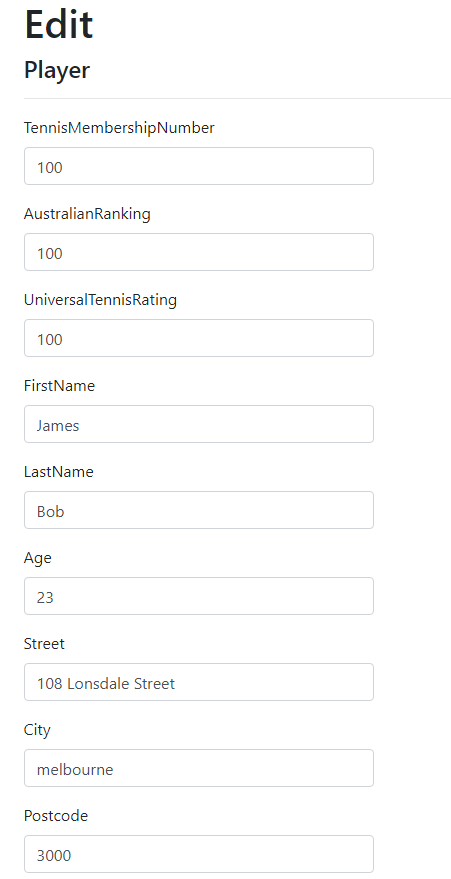 Edit
Player
TennisMembershipNumber
100
AustralianRanking
100
UniversalTennisRating
100
FirstName
James
LastName
Bob
Age
23
Street
108 Lonsdale Street
City
melbourne
Postcode
3000